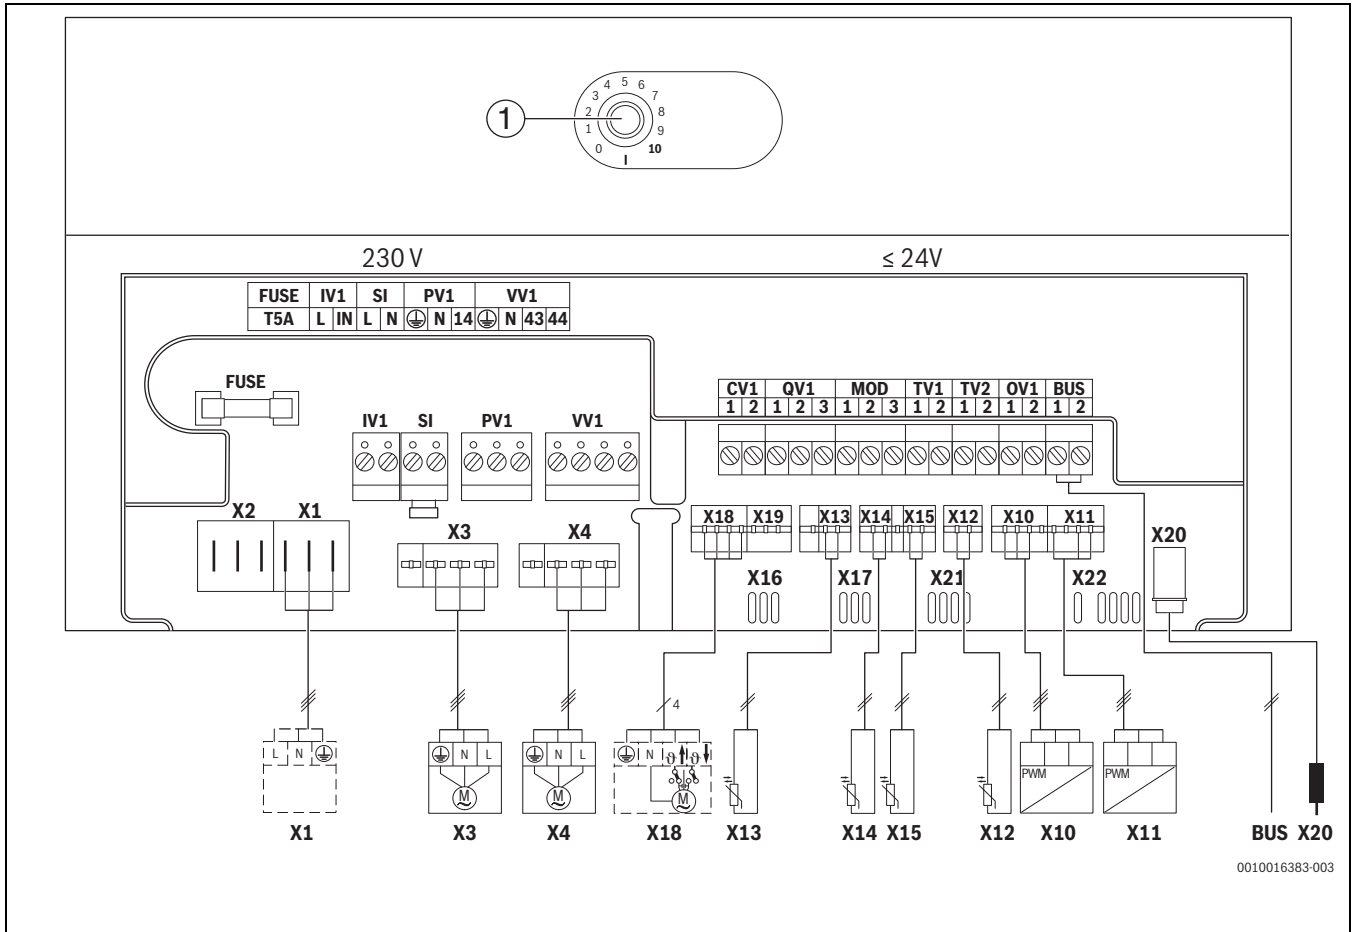 4 5 6
3 7
2 8
1 9
0 10
I
1
230 V ≤ 24V
FUSE IV1 SI PV1 VV1
T5A L IN L N N 14 N 43 44
FUSE
CV1 QV1 MOD TV1 TV2 OV1 BUS
1 2 1 2 3 1 2 3 1 2 1 2 1 2 1 2
IV1 SI PV1 VV1
X2 X1
X3 X4
X18 X19 X13 X14 X15 X12 X10 X11
X20
X16 X17 X21 X22
4
L N
N L
N L
N ϑ ϑ
M
M
M
PWM PWM
X1 X3 X4 X18 X13 X14 X15 X12 X10 X11 BUS X20
0010016383-003